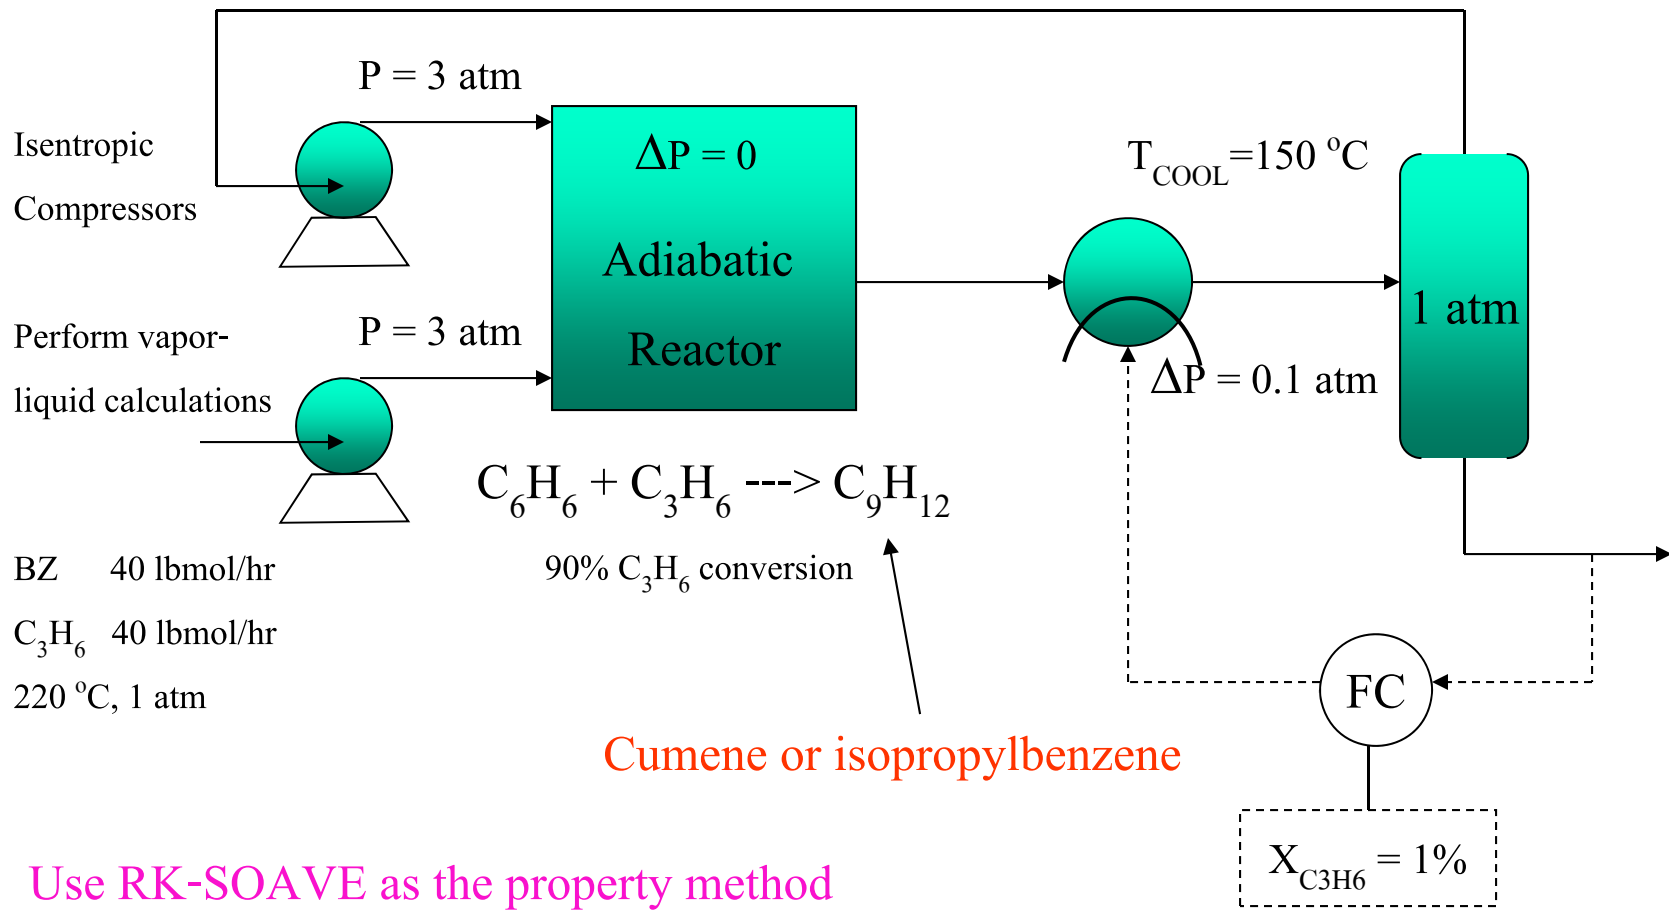 P = 3 atm
Isentropic
Compressors
ΔP = 0
Adiabatic
Reactor
T_COOL=150 °C
1 atm
ΔP = 0.1 atm
Perform vapor-
liquid calculations
P = 3 atm
C₆H₆ + C₃H₆ ---> C₉H₁₂
90% C₃H₆ conversion
BZ 40 lbmol/hr
C₃H₆ 40 lbmol/hr
220 °C, 1 atm
Cumene or isopropylbenzene
FC
X_C3H6 = 1%
Use RK-SOAVE as the property method